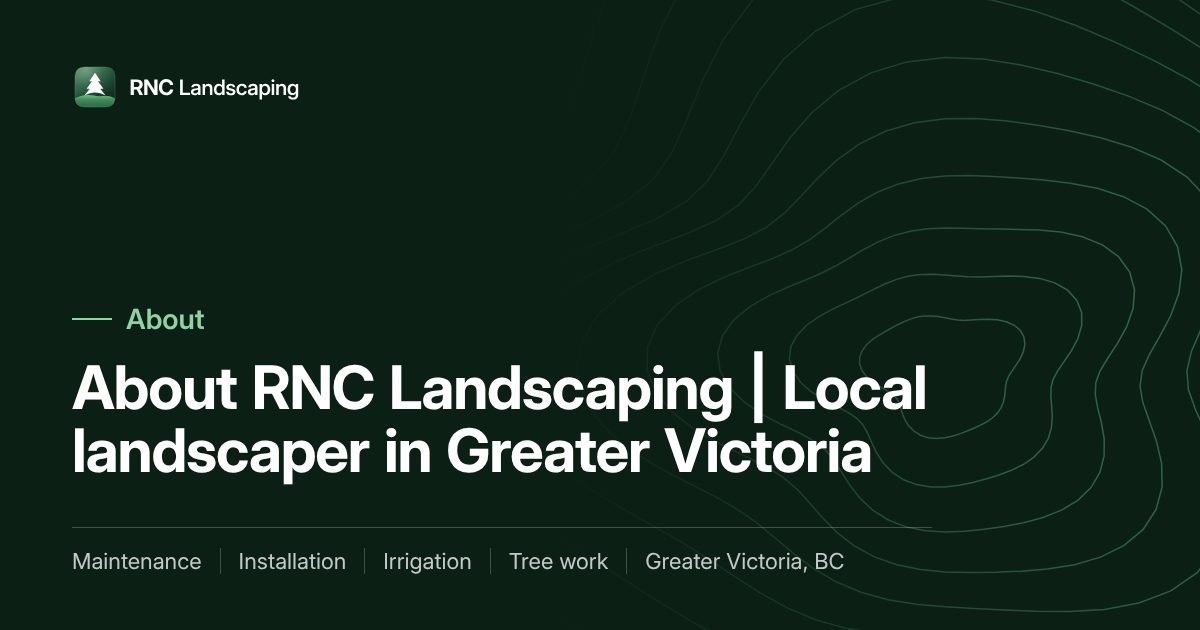 RNC Landscaping
About
About RNC Landscaping | Local
landscaper in Greater Victoria
Maintenance
Installation
Irrigation
Tree work
Greater Victoria, BC